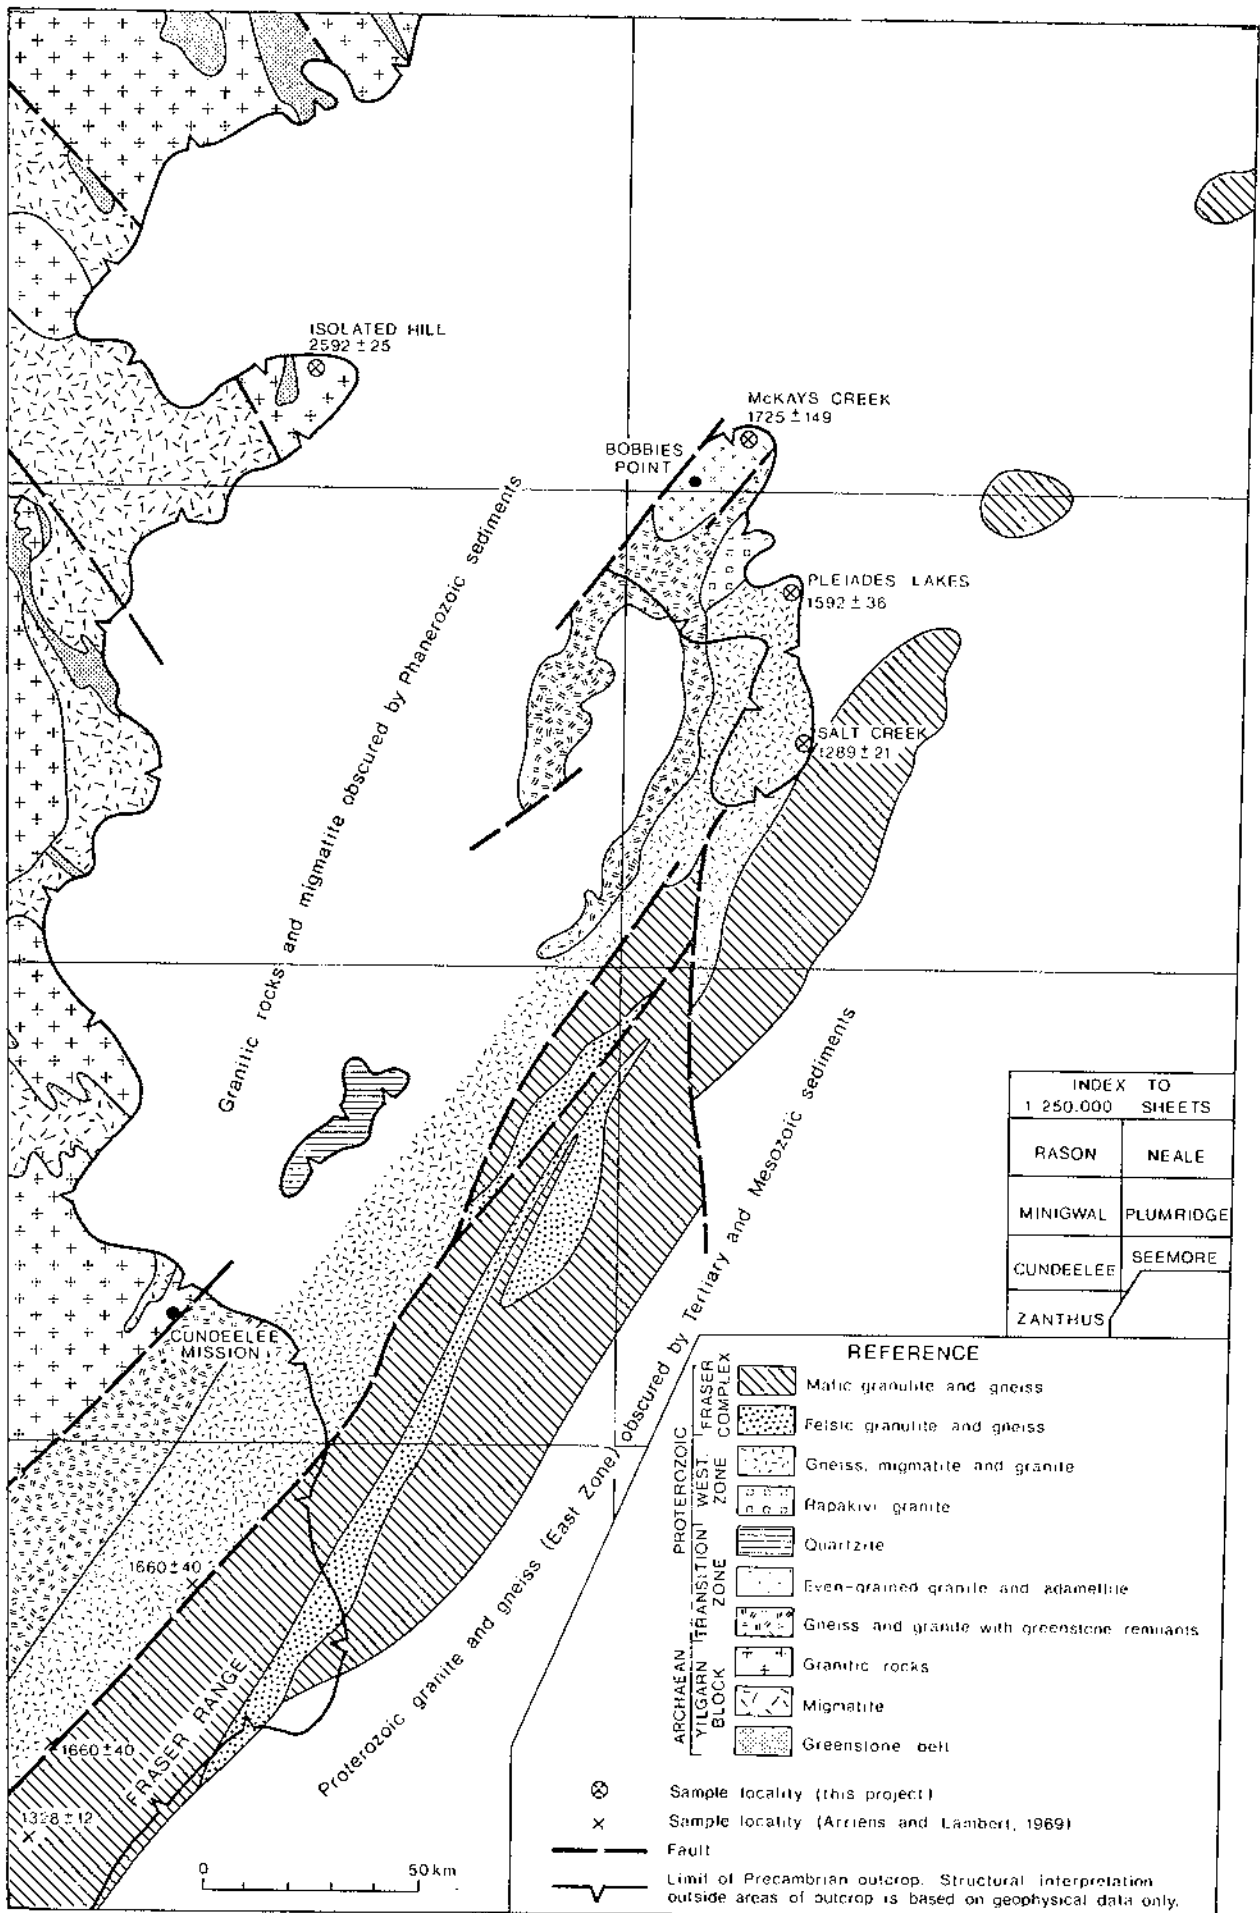 ISOLATED HILL
2592 ± 25
McKAYS CREEK
1725 ± 149
BOBBIES
POINT
PLEIADES LAKES
1592 ± 36
SALT CREEK
1289 ± 21
Granitic rocks and migmatite obscured by Phanerozoic sediments
CUNDEELEE
MISSION
1660 ± 40
1660 ± 40
1328 ± 12
FRASER RANGE
Proterozoic granite and gneiss (East Zone) obscured by Tertiary and Mesozoic sediments
0 50 km
INDEX TO
1 250.000 SHEETS
RASON NEALE
MINIGWAL PLUMRIDGE
CUNDEELEE SEEMORE
ZANTHUS
REFERENCE
PROTEROZOIC
FRASER
COMPLEX
Mafic granulite and gneiss
Felsic granulite and gneiss
WEST
ZONE
Gneiss, migmatite and granite
Rapakivi granite
TRANSITION
ZONE
Quartzite
Even-grained granite and adamellite
Gneiss and granite with greenstone remnants
ARCHAEAN
YILGARN
BLOCK
Granitic rocks
Migmatite
Greenstone belt
Sample locality (this project)
Sample locality (Arriens and Lambert, 1969)
Fault
Limit of Precambrian outcrop. Structural interpretation
outside areas of outcrop is based on geophysical data only.